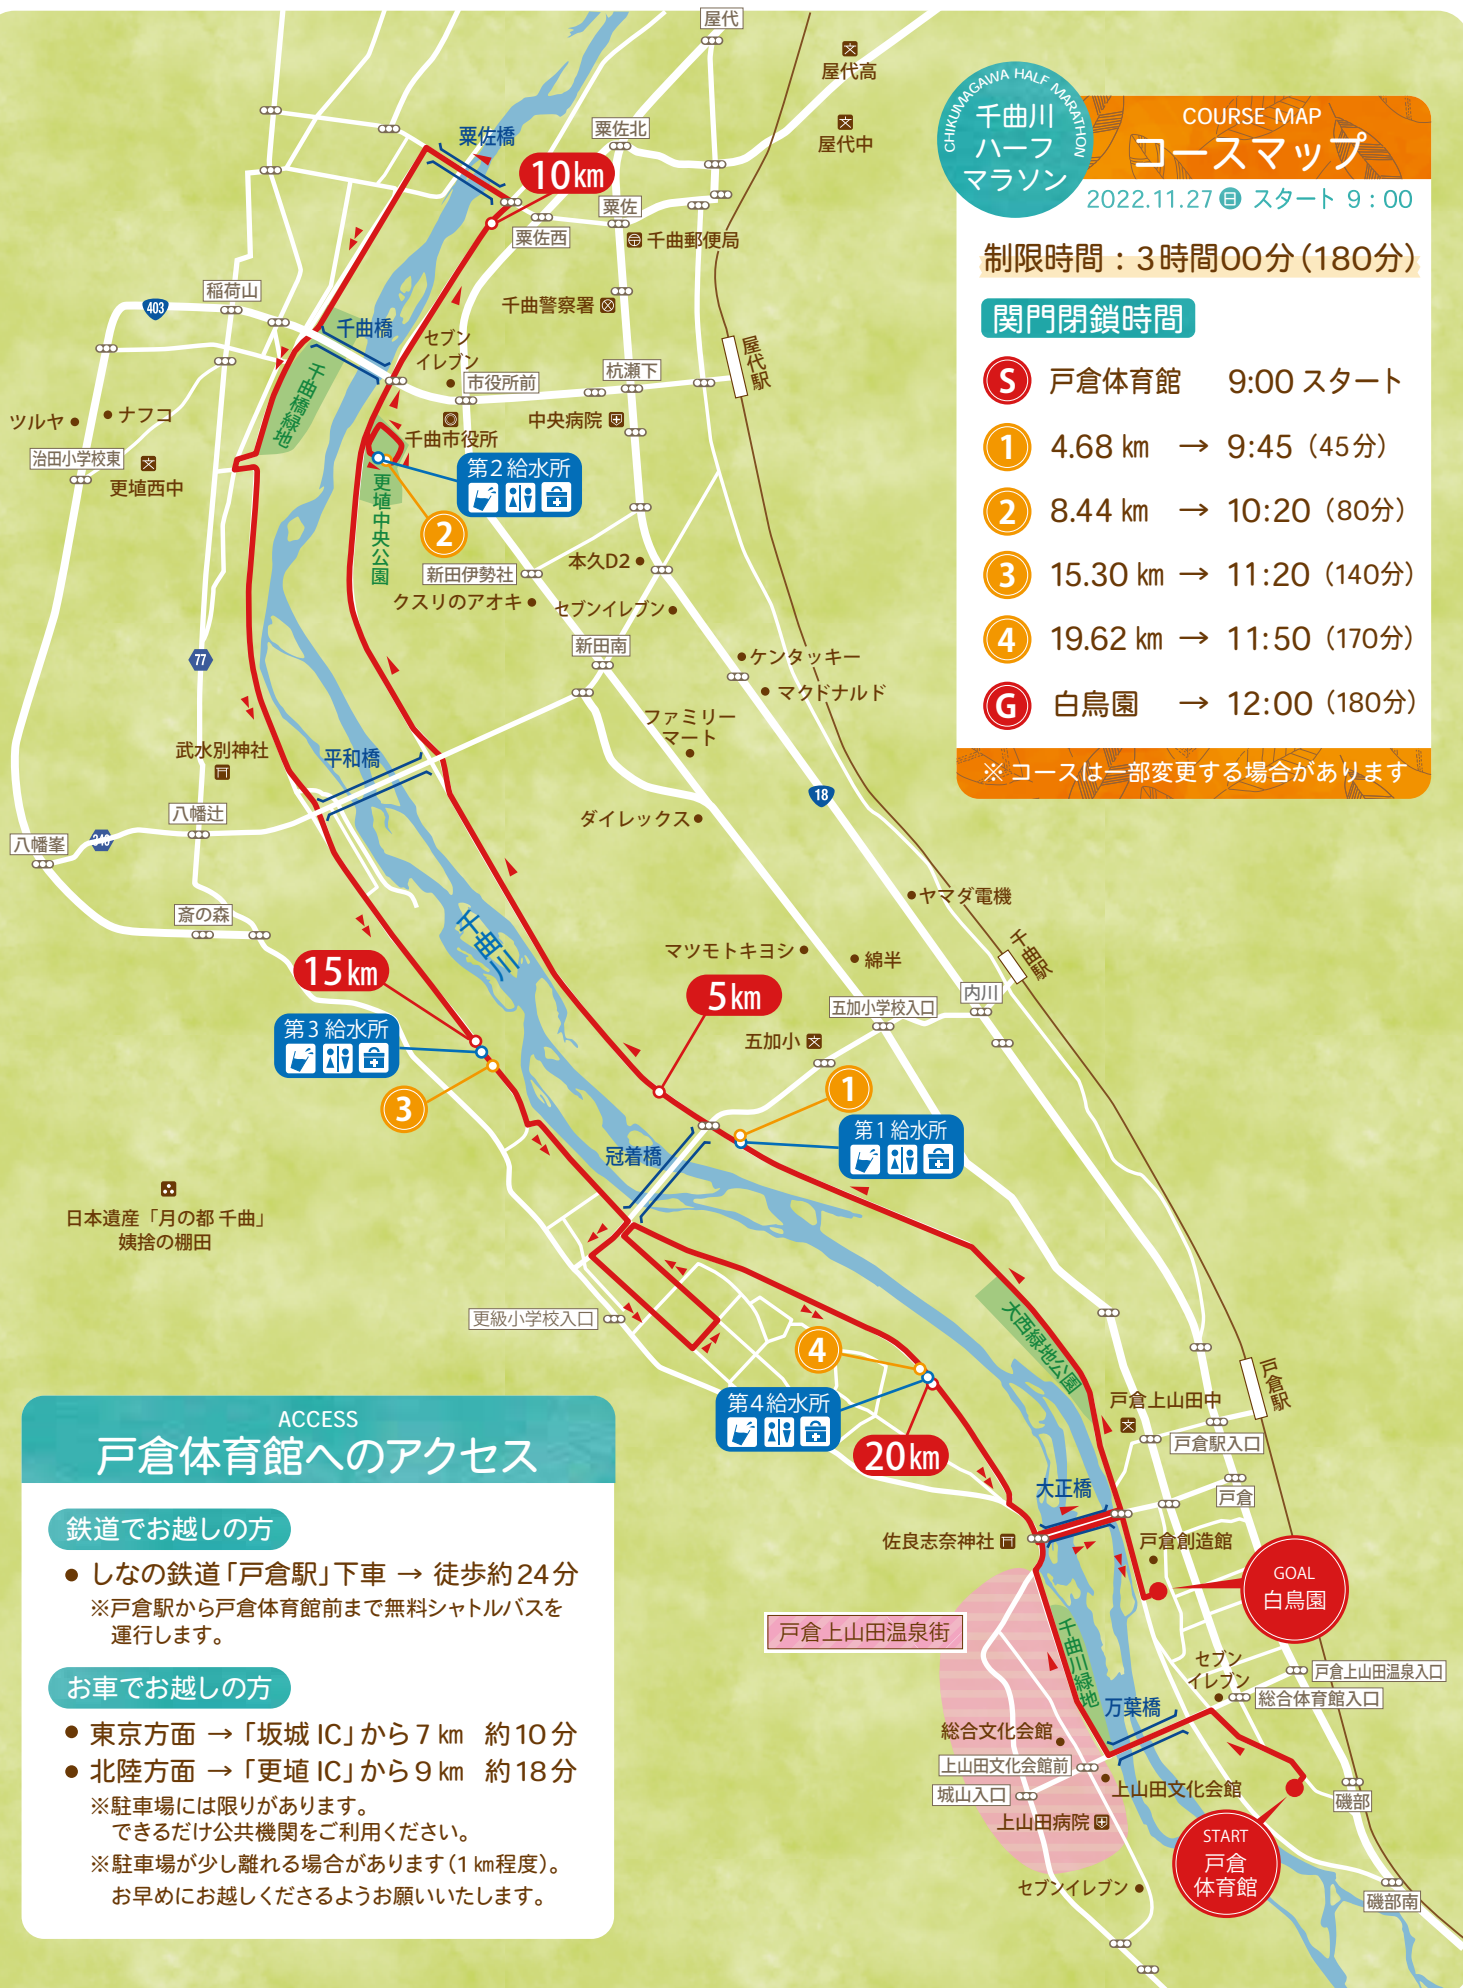 CHIKUMAGAWA HALF MARATHON
千曲川
ハーフ
マラソン
COURSE MAP
コースマップ
2022.11.27 日 スタート 9:00
制限時間：3時間00分(180分)
関門閉鎖時間
S 戸倉体育館 9:00 スタート
1 4.68 km → 9:45 (45分)
2 8.44 km → 10:20 (80分)
3 15.30 km → 11:20 (140分)
4 19.62 km → 11:50 (170分)
G 白鳥園 → 12:00 (180分)
※コースは一部変更する場合があります
屋代
屋代高
屋代中
粟佐橋
粟佐北
10km
粟佐
粟佐西
千曲郵便局
稲荷山
403
千曲橋
千曲警察署
セブン
イレブン
市役所前
杭瀬下
屋代駅
千曲橋緑地
ツルヤ
ナフコ
中央病院
千曲市役所
治田小学校東
更埴西中
第2給水所
更埴中央公園
2
新田伊勢社
本久D2
クスリのアオキ
セブンイレブン
新田南
77
ケンタッキー
マクドナルド
ファミリー
マート
武水別神社
平和橋
18
八幡辻
ダイレックス
八幡峯
348
ヤマダ電機
斎の森
千曲川
マツモトキヨシ
綿半
千曲駅
15km
5km
内川
五加小学校入口
第3給水所
五加小
3
1
第1給水所
冠着橋
日本遺産「月の都 千曲」
姨捨の棚田
更級小学校入口
大西緑地公園
4
第4給水所
20km
戸倉上山田中
戸倉駅
戸倉駅入口
戸倉
大正橋
佐良志奈神社
戸倉創造館
GOAL
白鳥園
戸倉上山田温泉街
千曲川緑地
セブン
イレブン
戸倉上山田温泉入口
総合体育館入口
万葉橋
総合文化会館
上山田文化会館前
上山田文化会館
城山入口
上山田病院
磯部
START
戸倉
体育館
セブンイレブン
磯部南
ACCESS
戸倉体育館へのアクセス
鉄道でお越しの方
● しなの鉄道「戸倉駅」下車 → 徒歩約24分
※戸倉駅から戸倉体育館前まで無料シャトルバスを
運行します。
お車でお越しの方
● 東京方面 →「坂城 IC」から 7 km 約10分
● 北陸方面 →「更埴 IC」から 9 km 約18分
※駐車場には限りがあります。
できるだけ公共機関をご利用ください。
※駐車場が少し離れる場合があります(1㎞程度)。
お早めにお越しくださるようお願いいたします。